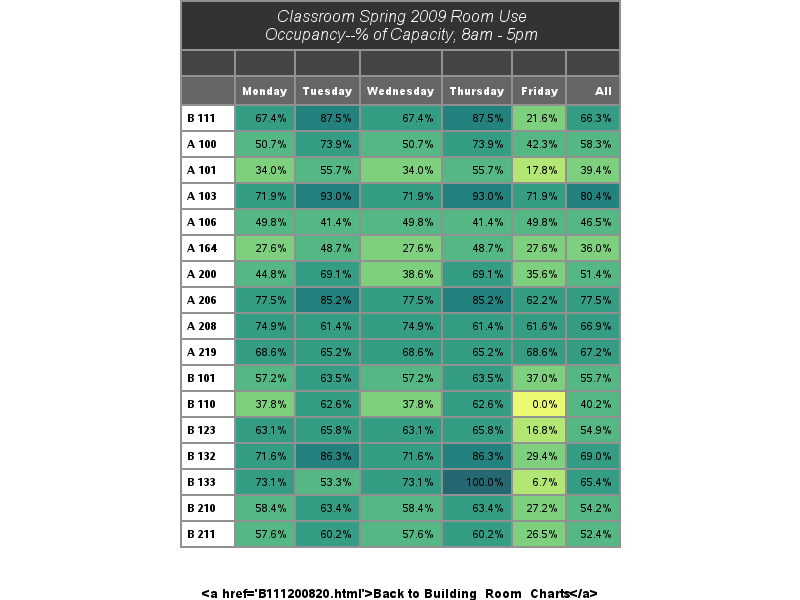 Classroom Spring 2009 Room Use
Occupancy--% of Capacity, 8am - 5pm
Monday Tuesday Wednesday Thursday Friday All
B 111 67.4% 87.5% 67.4% 87.5% 21.6% 66.3%
A 100 50.7% 73.9% 50.7% 73.9% 42.3% 58.3%
A 101 34.0% 55.7% 34.0% 55.7% 17.8% 39.4%
A 103 71.9% 93.0% 71.9% 93.0% 71.9% 80.4%
A 106 49.8% 41.4% 49.8% 41.4% 49.8% 46.5%
A 164 27.6% 48.7% 27.6% 48.7% 27.6% 36.0%
A 200 44.8% 69.1% 38.6% 69.1% 35.6% 51.4%
A 206 77.5% 85.2% 77.5% 85.2% 62.2% 77.5%
A 208 74.9% 61.4% 74.9% 61.4% 61.6% 66.9%
A 219 68.6% 65.2% 68.6% 65.2% 68.6% 67.2%
B 101 57.2% 63.5% 57.2% 63.5% 37.0% 55.7%
B 110 37.8% 62.6% 37.8% 62.6% 0.0% 40.2%
B 123 63.1% 65.8% 63.1% 65.8% 16.8% 54.9%
B 132 71.6% 86.3% 71.6% 86.3% 29.4% 69.0%
B 133 73.1% 53.3% 73.1% 100.0% 6.7% 65.4%
B 210 58.4% 63.4% 58.4% 63.4% 27.2% 54.2%
B 211 57.6% 60.2% 57.6% 60.2% 26.5% 52.4%
<a href='B111200820.html'>Back to Building_Room_Charts</a>